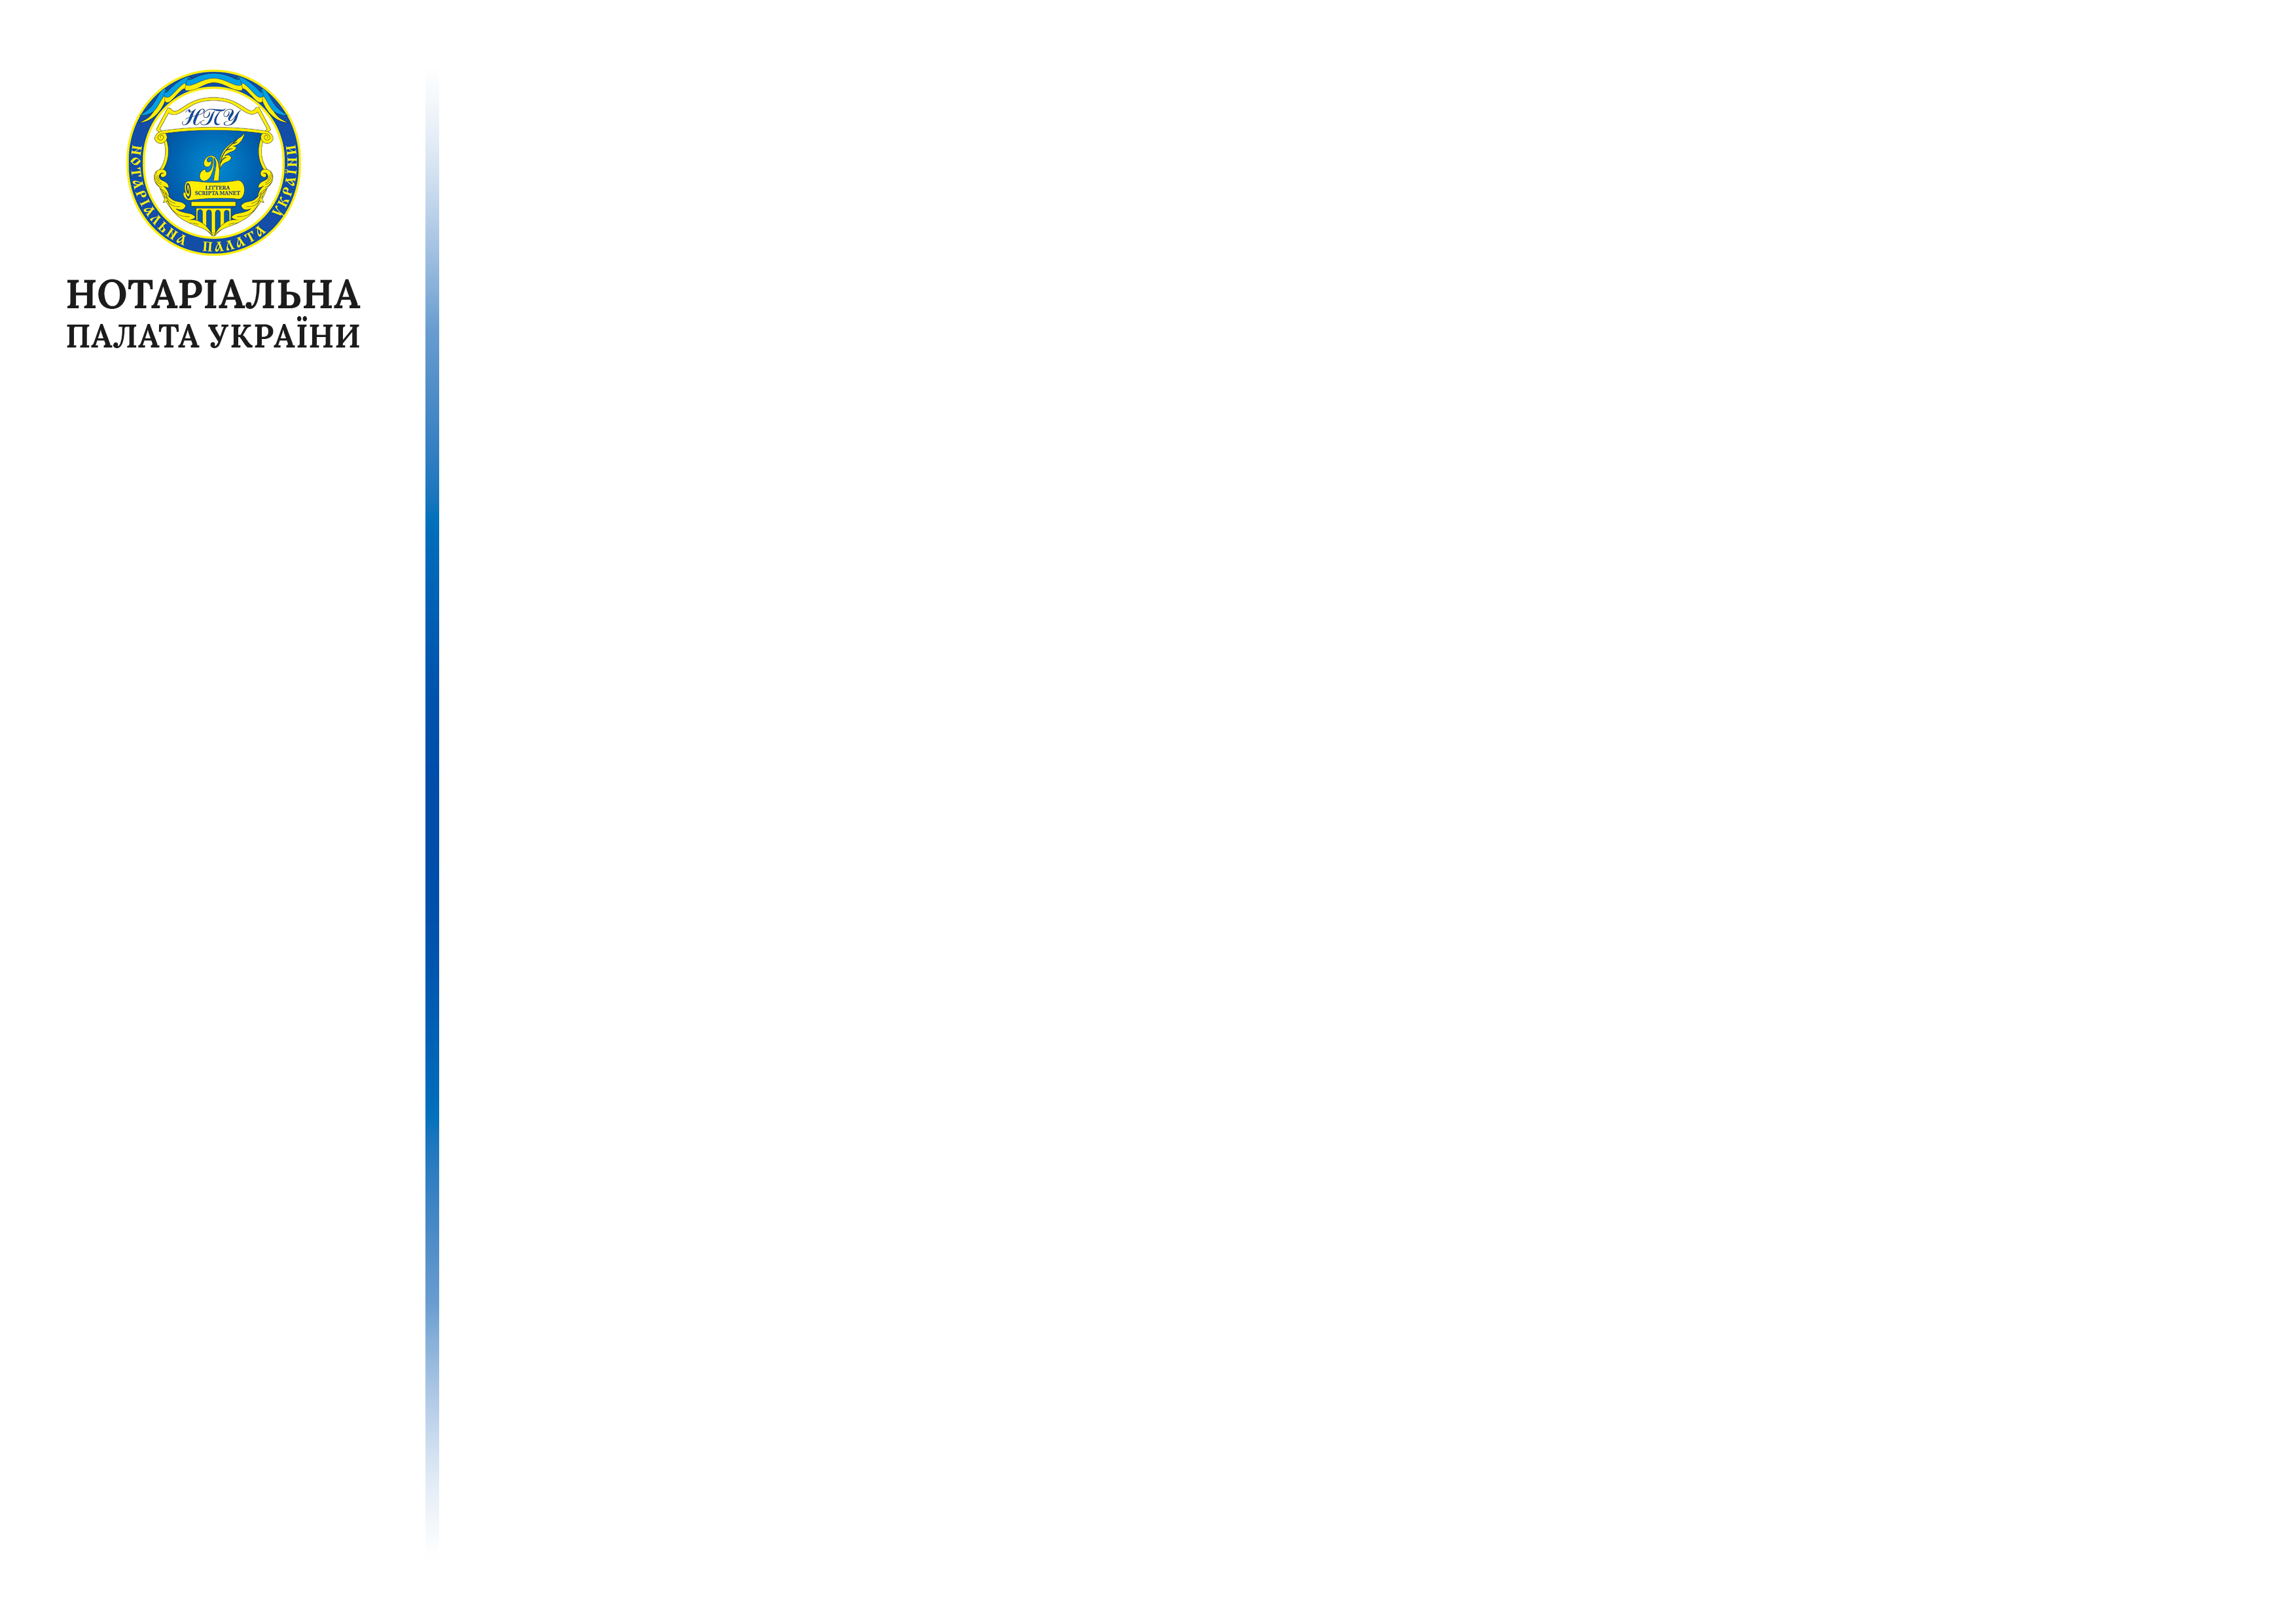 НПУ
LITTERA
SCRIPTA MANET
НОТАРІАЛЬНА ПАЛАТА УКРАЇНИ
НОТАРІАЛЬНА
ПАЛАТА УКРАЇНИ